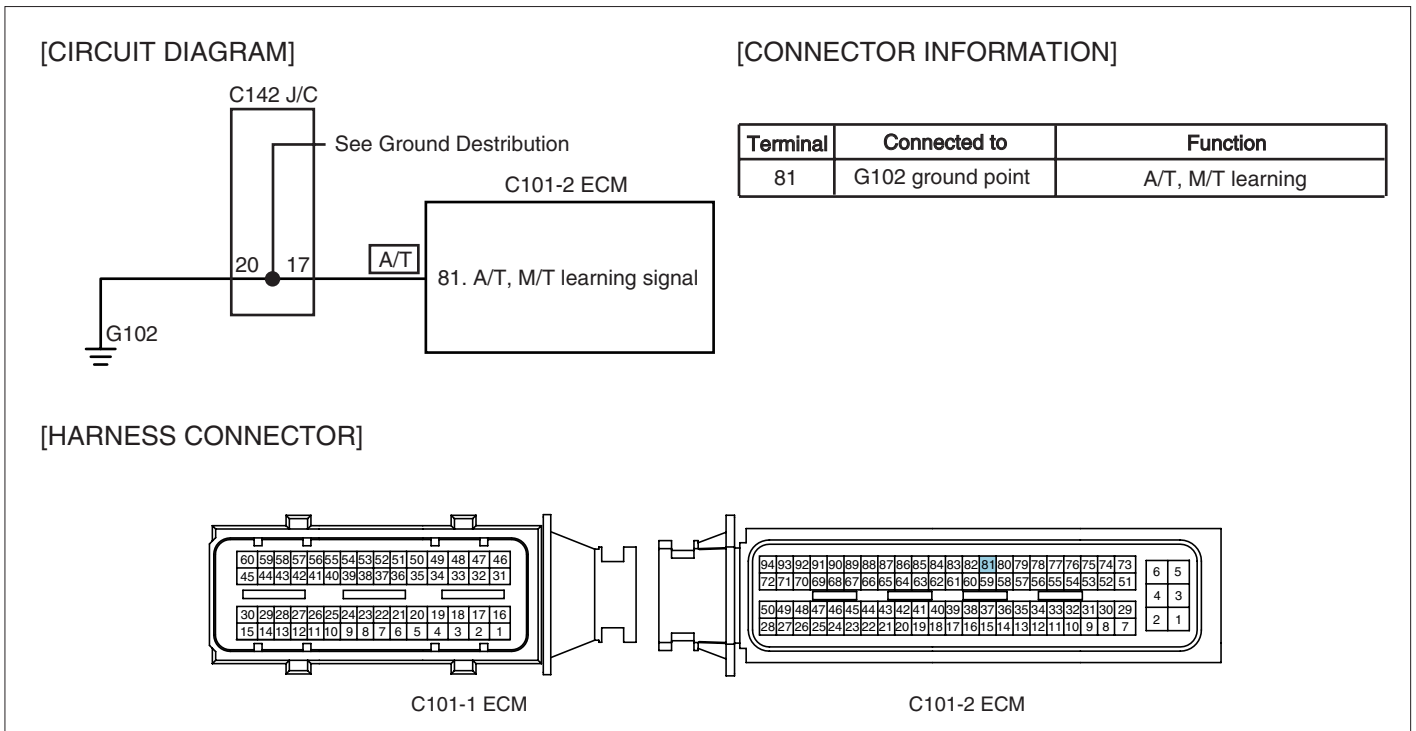 [CIRCUIT DIAGRAM]
C142 J/C
See Ground Destribution
C101-2 ECM
20 17
A/T
81. A/T, M/T learning signal
G102
[CONNECTOR INFORMATION]
Terminal Connected to Function
81 G102 ground point A/T, M/T learning
[HARNESS CONNECTOR]
60 59 58 57 56 55 54 53 52 51 50 49 48 47 46
45 44 43 42 41 40 39 38 37 36 35 34 33 32 31
30 29 28 27 26 25 24 23 22 21 20 19 18 17 16
15 14 13 12 11 10 9 8 7 6 5 4 3 2 1
C101-1 ECM
94 93 92 91 90 89 88 87 86 85 84 83 82 81 80 79 78 77 76 75 74 73
72 71 70 69 68 67 66 65 64 63 62 61 60 59 58 57 56 55 54 53 52 51
50 49 48 47 46 45 44 43 42 41 40 39 38 37 36 35 34 33 32 31 30 29
28 27 26 25 24 23 22 21 20 19 18 17 16 15 14 13 12 11 10 9 8 7
6 5
4 3
2 1
C101-2 ECM